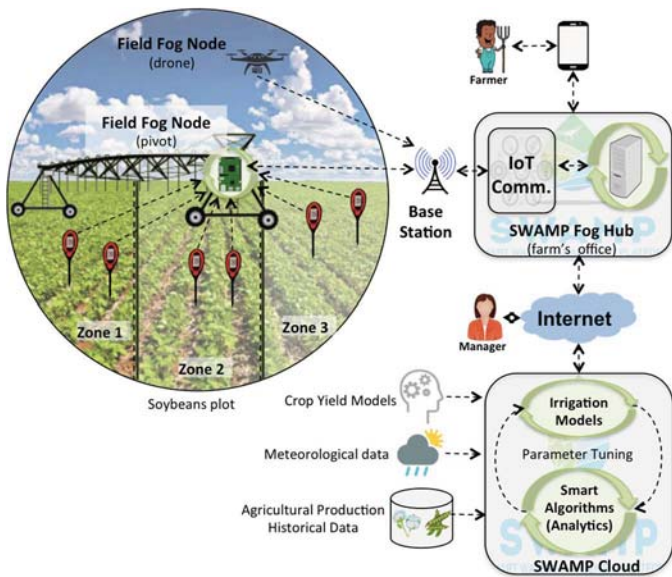 Field Fog Node
(drone)
Field Fog Node
(pivot)
Zone 1
Zone 2
Zone 3
Soybeans plot
Base
Station
Farmer
IoT
Comm.
SWAMP
SWAMP Fog Hub
(farm's office)
Manager
Internet
Crop Yield Models
Meteorological data
Agricultural Production
Historical Data
Irrigation
Models
Parameter Tuning
Smart
Algorithms
(Analytics)
SWAMP Cloud